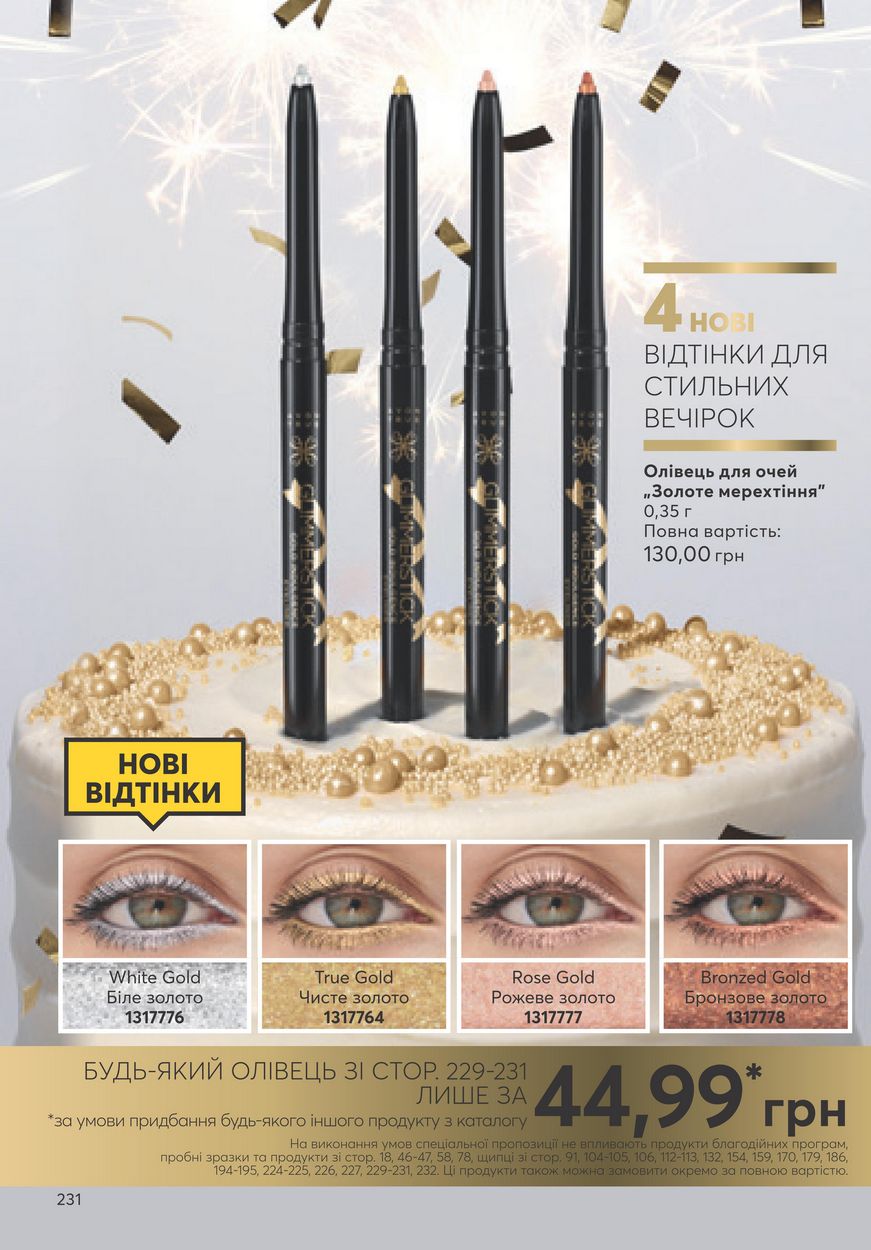 4 НОВІ
ВІДТІНКИ ДЛЯ
СТИЛЬНИХ
ВЕЧІРОК
Олівець для очей
„Золоте мерехтіння”
0,35 г
Повна вартість:
130,00 грн
GLIMMERSTICK
GLIMMERSTICK
GLIMMERSTICK
GLIMMERSTICK
НОВІ
ВІДТІНКИ
White Gold
Біле золото
1317776
True Gold
Чисте золото
1317764
Rose Gold
Рожеве золото
1317777
Bronzed Gold
Бронзове золото
1317778
БУДЬ-ЯКИЙ ОЛІВЕЦЬ ЗІ СТОР. 229-231
ЛИШЕ ЗА 44,99* грн
*за умови придбання будь-якого іншого продукту з каталогу
На виконання умов спеціальної пропозиції не впливають продукти благодійних програм,
пробні зразки та продукти зі стор. 18, 46-47, 58, 78, щипці зі стор. 91, 104-105, 106, 112-113, 132, 154, 159, 170, 179, 186,
194-195, 224-225, 226, 227, 229-231, 232. Ці продукти також можна замовити окремо за повною вартістю.
231